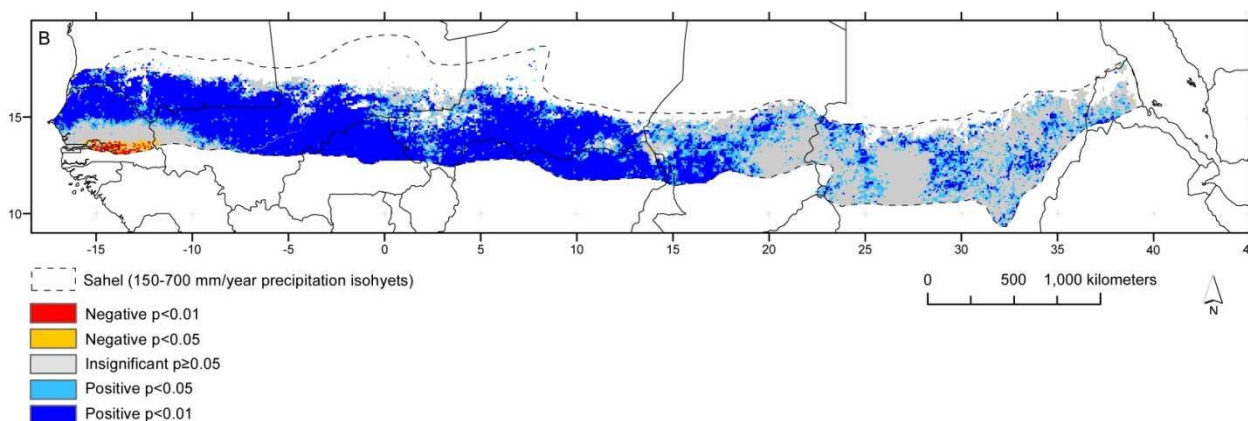 B
15
10
-15 -10 -5 0 5 10 15 20 25 30 35 40 4
Sahel (150-700 mm/year precipitation isohyets)
0 500 1,000 kilometers
N
Negative p<0.01
Negative p<0.05
Insignificant p≥0.05
Positive p<0.05
Positive p<0.01